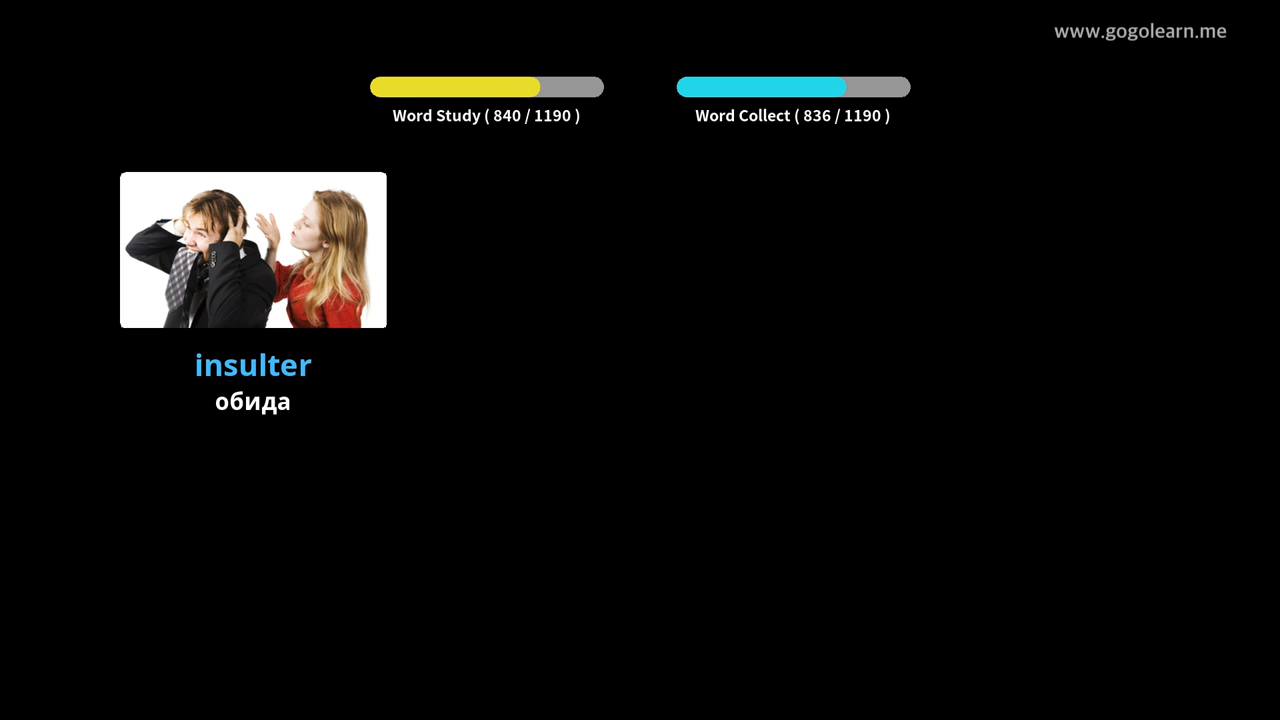 www.gogolearn.me
Word Study ( 840 / 1190 )
Word Collect ( 836 / 1190 )
insulter
обида